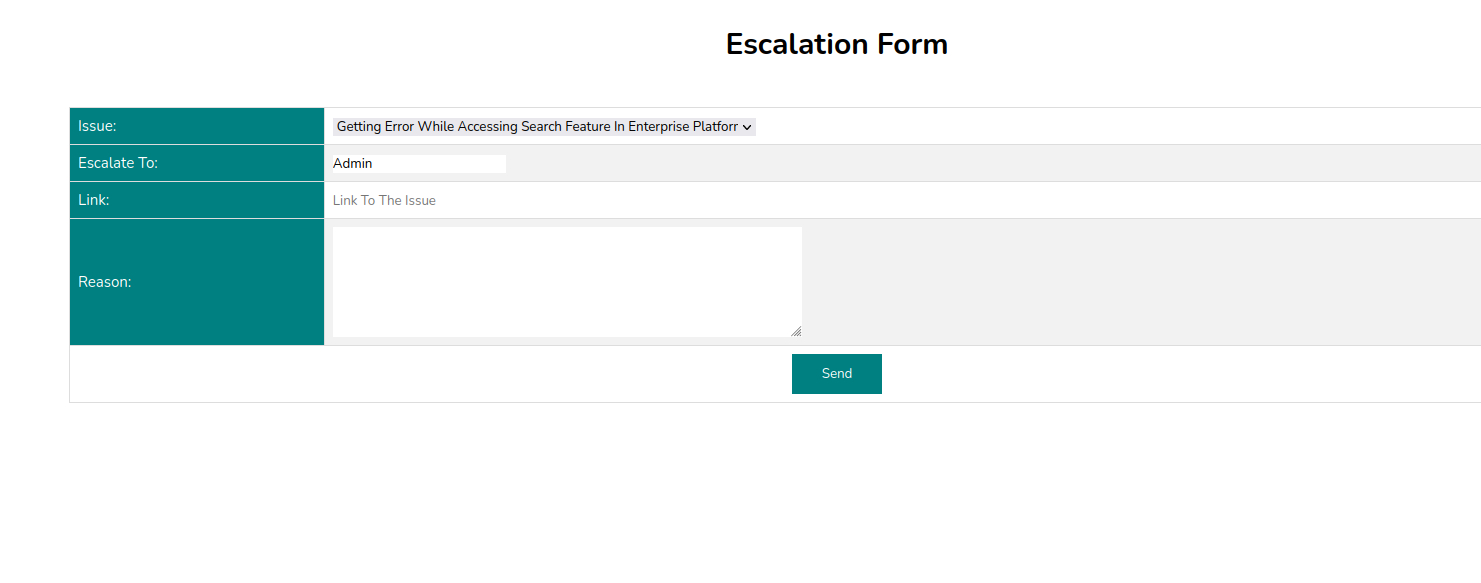 Escalation Form
Issue: Getting Error While Accessing Search Feature In Enterprise Platforr
Escalate To: Admin
Link: Link To The Issue
Reason:
Send